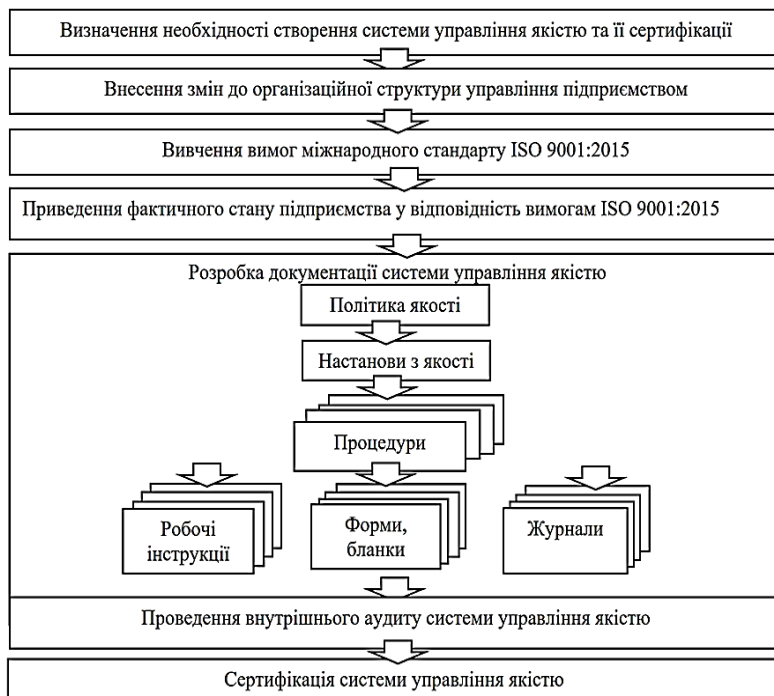 Визначення необхідності створення системи управління якістю та її сертифікації
Внесення змін до організаційної структури управління підприємством
Вивчення вимог міжнародного стандарту ISO 9001:2015
Приведення фактичного стану підприємства у відповідність вимогам ISO 9001:2015
Розробка документації системи управління якістю
Політика якості
Настанови з якості
Процедури
Робочі
інструкції
Форми,
бланки
Журнали
Проведення внутрішнього аудиту системи управління якістю
Сертифікація системи управління якістю